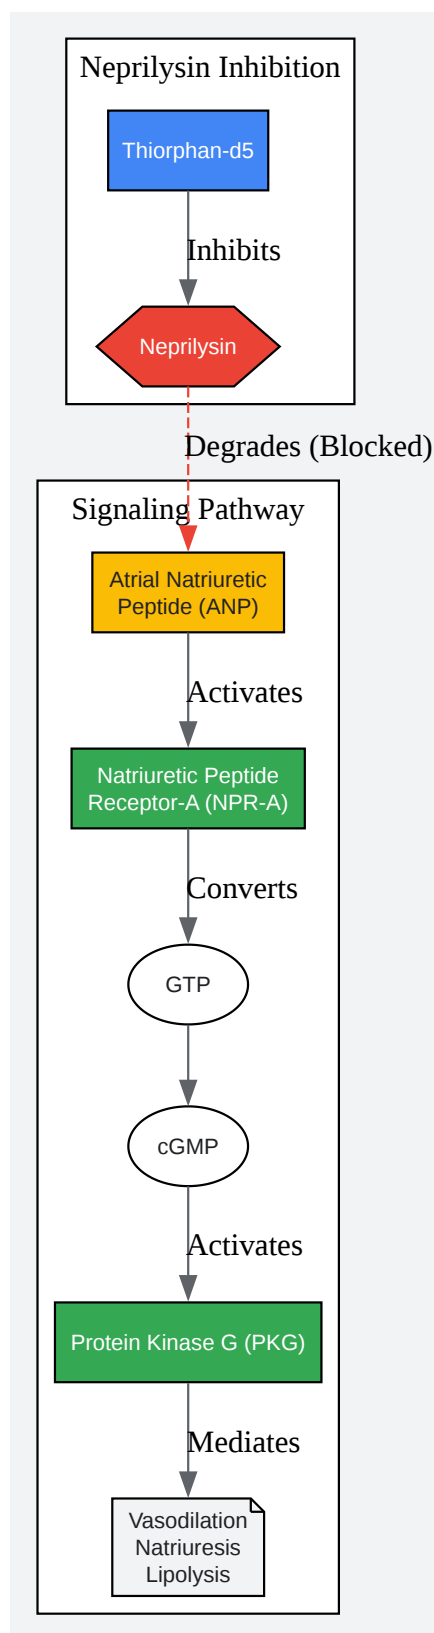 Neprilysin Inhibition
Thiorphan-d5
Inhibits
Neprilysin
Degrades (Blocked)
Signaling Pathway
Atrial Natriuretic
Peptide (ANP)
Activates
Natriuretic Peptide
Receptor-A (NPR-A)
Converts
GTP
cGMP
Activates
Protein Kinase G (PKG)
Mediates
Vasodilation
Natriuresis
Lipolysis